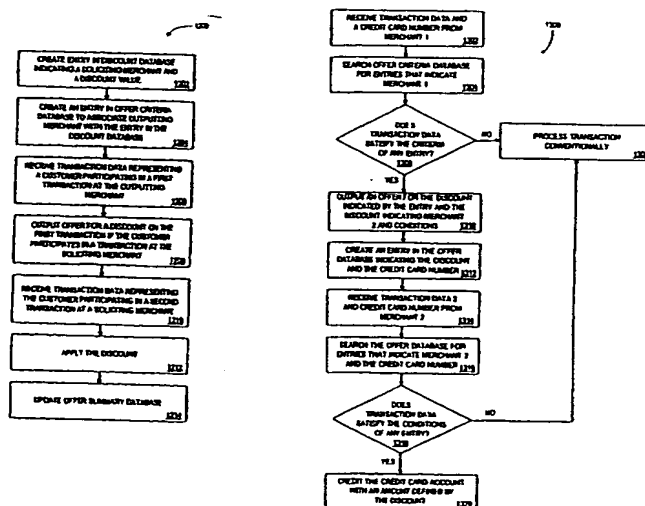 CREATE ENTRY IN DISCOUNT DATABASE
INDICATING A SOLICITING MERCHANT AND
A DISCOUNT VALUE.
CREATE AN ENTRY IN OFFER CRITERIA
DATABASE TO ASSOCIATE OUTPUTTING
MERCHANT WITH THE ENTRY IN THE
DISCOUNT DATABASE
RECEIVE TRANSACTION DATA REPRESENTING
A CUSTOMER PARTICIPATING IN A FIRST
TRANSACTION AT THE OUTPUTTING
MERCHANT
OUTPUT OFFER FOR A DISCOUNT ON THE
FIRST TRANSACTION IF THE CUSTOMER
PARTICIPATES IN A TRANSACTION AT THE
SOLICITING MERCHANT
RECEIVE TRANSACTION DATA REPRESENTING
THE CUSTOMER PARTICIPATING IN A SECOND
TRANSACTION AT A SOLICITING MERCHANT
APPLY THE DISCOUNT
UPDATE OFFER SUMMARY DATABASE
RECEIVE TRANSACTION DATA AND
A CREDIT CARD NUMBER FROM
MERCHANT 1
SEARCH OFFER CRITERIA DATABASE
FOR ENTRIES THAT INDICATE
MERCHANT 1
DOES
TRANSACTION DATA
SATISFY THE CRITERIA
OF ANY ENTRY?
NO
PROCESS TRANSACTION
CONVENTIONALLY
YES
OUTPUT AN OFFER FOR THE DISCOUNT
INDICATED BY THE ENTRY AND THE
DISCOUNT INDICATING MERCHANT
2 AND CONDITIONS
CREATE AN ENTRY IN THE OFFER
DATABASE INDICATING THE DISCOUNT
AND THE CREDIT CARD NUMBER
RECEIVE TRANSACTION DATA 2
AND CREDIT CARD NUMBER FROM
MERCHANT 2
SEARCH THE OFFER DATABASE FOR
ENTRIES THAT INDICATE MERCHANT 2
AND THE CREDIT CARD NUMBER
DOES
TRANSACTION DATA
SATISFY THE CONDITIONS
OF ANY ENTRY?
NO
YES
CREDIT THE CREDIT CARD ACCOUNT
WITH AN AMOUNT DEFINED BY
THE DISCOUNT